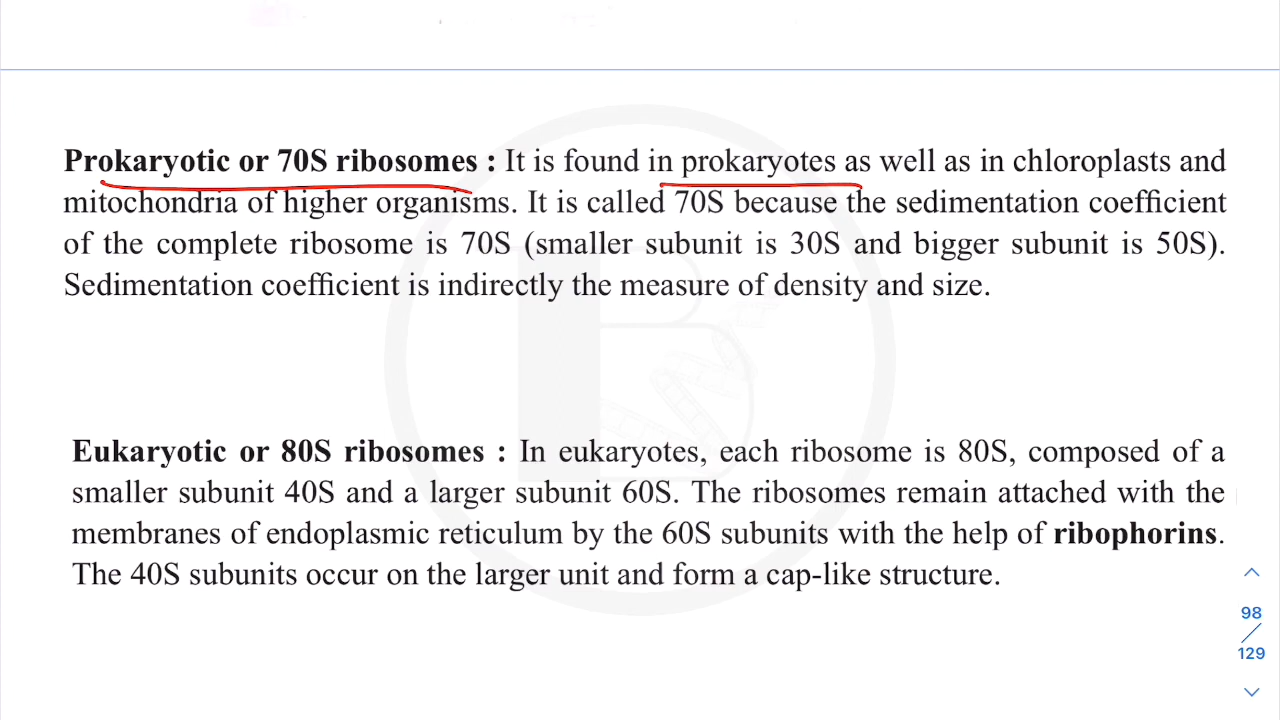 Prokaryotic or 70S ribosomes : It is found in prokaryotes as well as in chloroplasts and
mitochondria of higher organisms. It is called 70S because the sedimentation coefficient
of the complete ribosome is 70S (smaller subunit is 30S and bigger subunit is 50S).
Sedimentation coefficient is indirectly the measure of density and size.
Eukaryotic or 80S ribosomes : In eukaryotes, each ribosome is 80S, composed of a
smaller subunit 40S and a larger subunit 60S. The ribosomes remain attached with the
membranes of endoplasmic reticulum by the 60S subunits with the help of ribophorins.
The 40S subunits occur on the larger unit and form a cap-like structure.
98
129